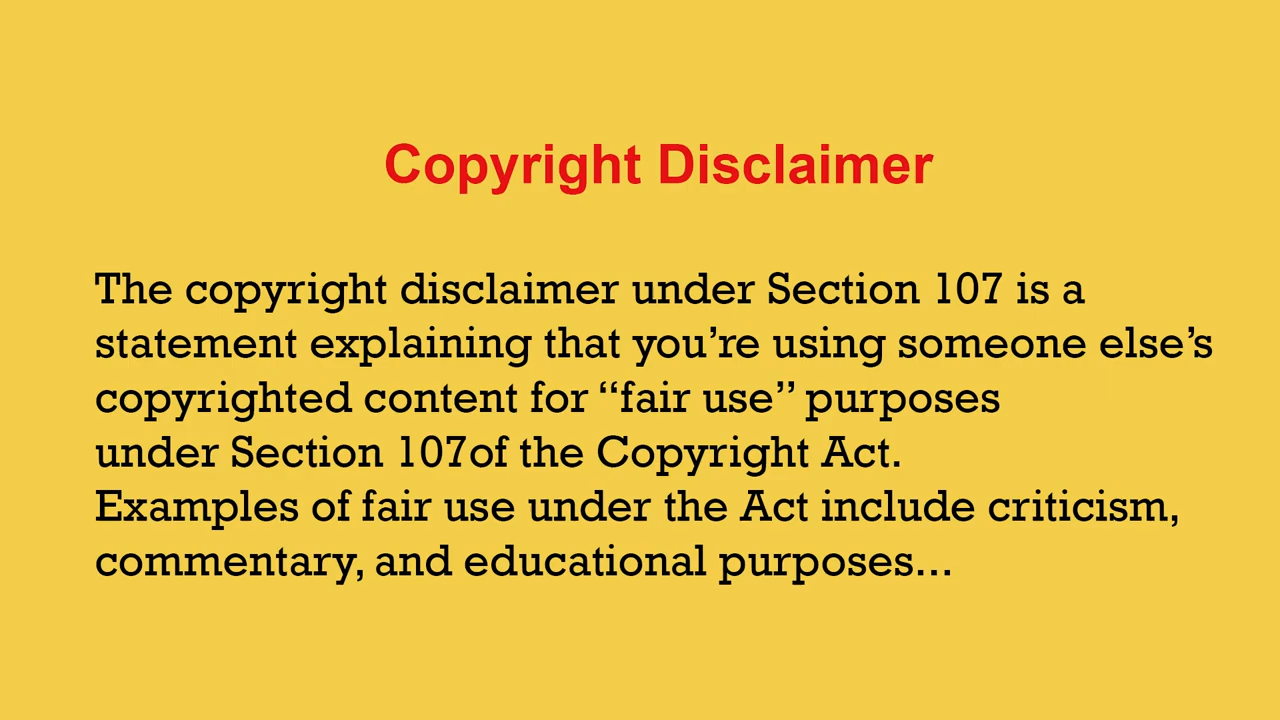 Copyright Disclaimer
The copyright disclaimer under Section 107 is a
statement explaining that you’re using someone else’s
copyrighted content for “fair use” purposes
under Section 107of the Copyright Act.
Examples of fair use under the Act include criticism,
commentary, and educational purposes...